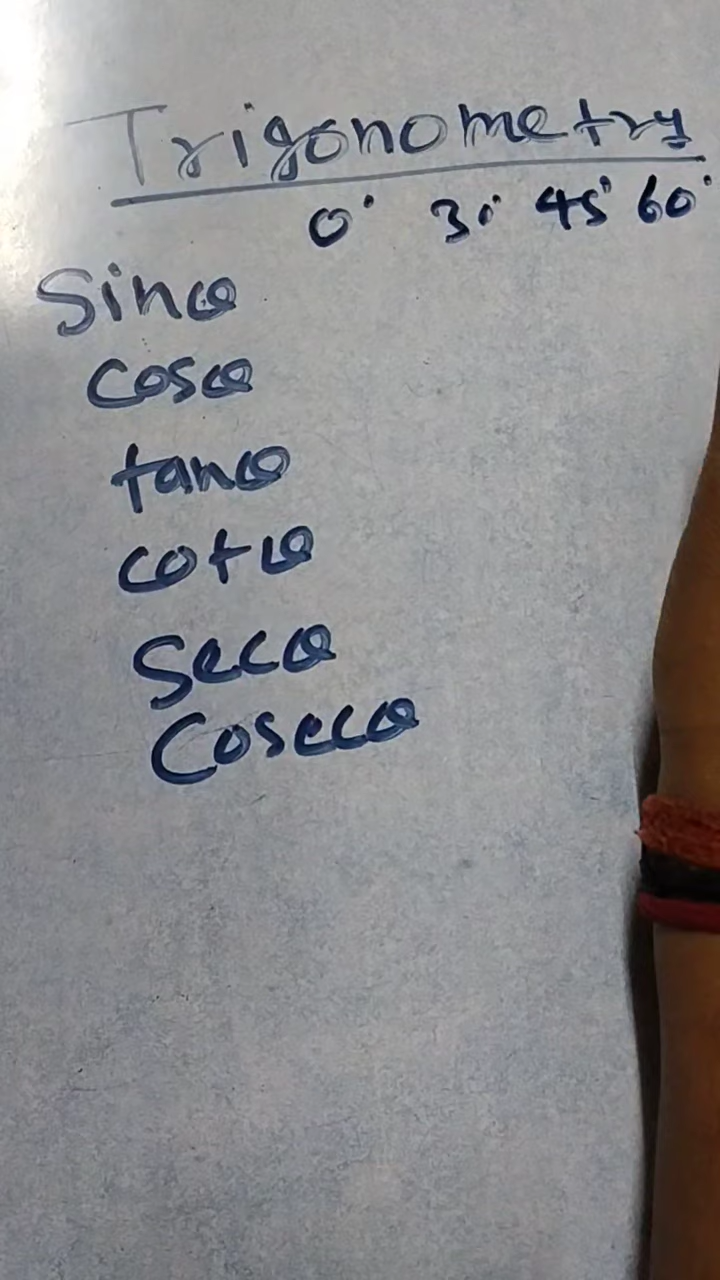 Trigonometry
0° 30° 45° 60°
Sinθ
cosθ
tanθ
cotθ
Secθ
Cosecθ